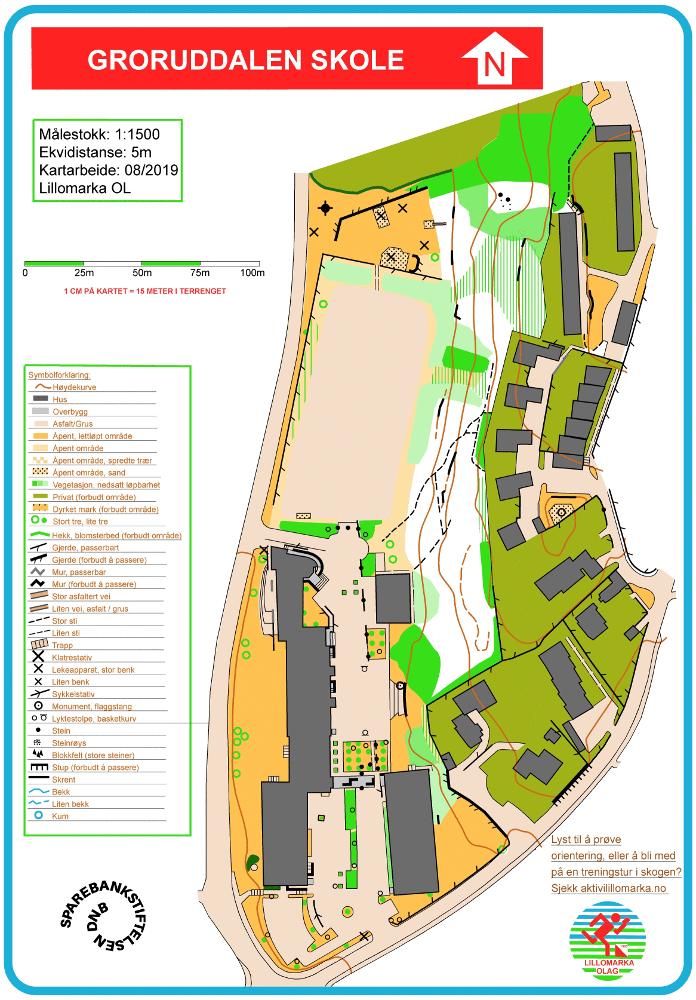 GRORUDDALEN SKOLE
N
Målestokk: 1:1500
Ekvidistanse: 5m
Kartarbeide: 08/2019
Lillomarka OL
0 25m 50m 75m 100m
1 CM PÅ KARTET = 15 METER I TERRENGET
Symbolforklaring:
Høydekurve
Hus
Overbygg
Asfalt/Grus
Åpent, lettløpt område
Åpent område
Åpent område, spredte trær
Åpent område, sand
Vegetasjon, nedsatt løpbarhet
Privat (forbudt område)
Dyrket mark (forbudt område)
Stort tre, lite tre
Hekk, blomsterbed (forbudt område)
Gjerde, passerbart
Gjerde (forbudt å passere)
Mur, passerbar
Mur (forbudt å passere)
Stor asfaltert vei
Liten vei, asfalt / grus
Stor sti
Liten sti
Trapp
Klatrestativ
Lekeapparat, stor benk
Liten benk
Sykkelstativ
Monument, flaggstang
Lyktestolpe, basketkurv
Stein
Steinrøys
Blokkfelt (store steiner)
Stup (forbudt å passere)
Skrent
Bekk
Liten bekk
Kum
SPAREBANKSTIFTELSEN
DNB
Lyst til å prøve
orientering, eller å bli med
på en treningstur i skogen?
Sjekk aktivilillomarka.no
1985
LILLOMARKA
OLAG